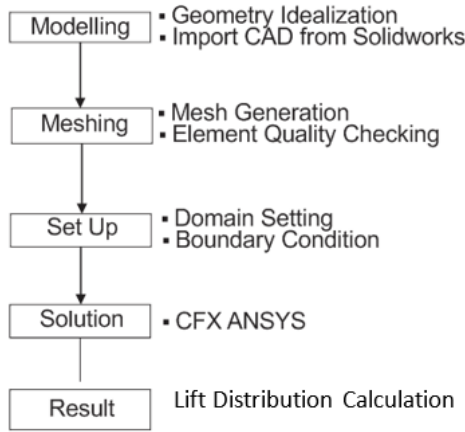 Modelling
▪ Geometry Idealization
▪ Import CAD from Solidworks
Meshing
▪ Mesh Generation
▪ Element Quality Checking
Set Up
▪ Domain Setting
▪ Boundary Condition
Solution
▪ CFX ANSYS
Result
Lift Distribution Calculation